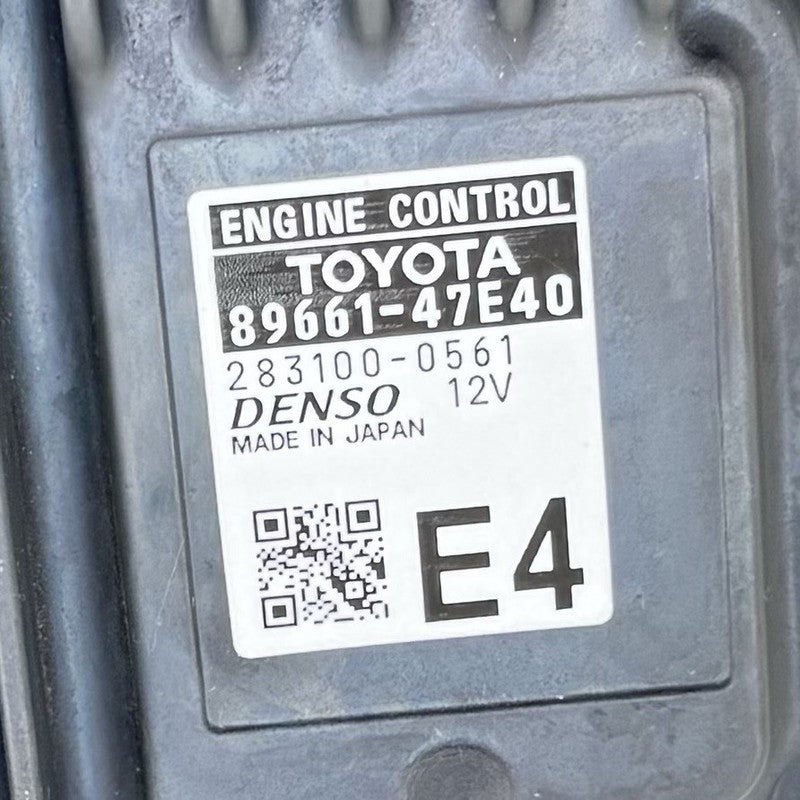 ENGINE CONTROL
TOYOTA
89661-47E40
283100-0561
DENSO 12V
MADE IN JAPAN
E4